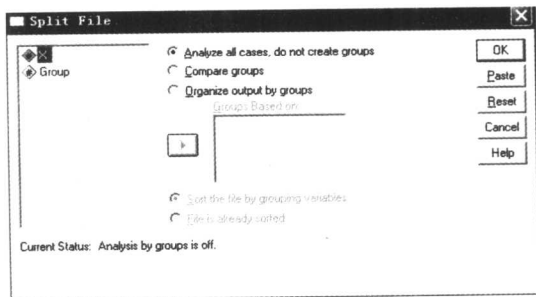 Split File
X
Group
Analyze all cases, do not create groups
Compare groups
Organize output by groups
Groups Based on:
Sort the file by grouping variables
File is already sorted
Current Status: Analysis by groups is off.
OK
Paste
Reset
Cancel
Help